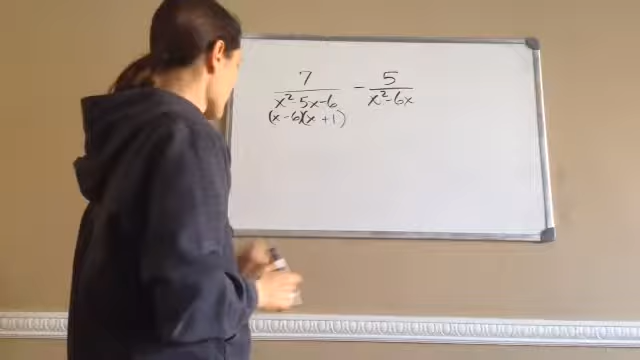 7 / x² 5x-6 - 5 / x²-6x
(x-6)(x+1)